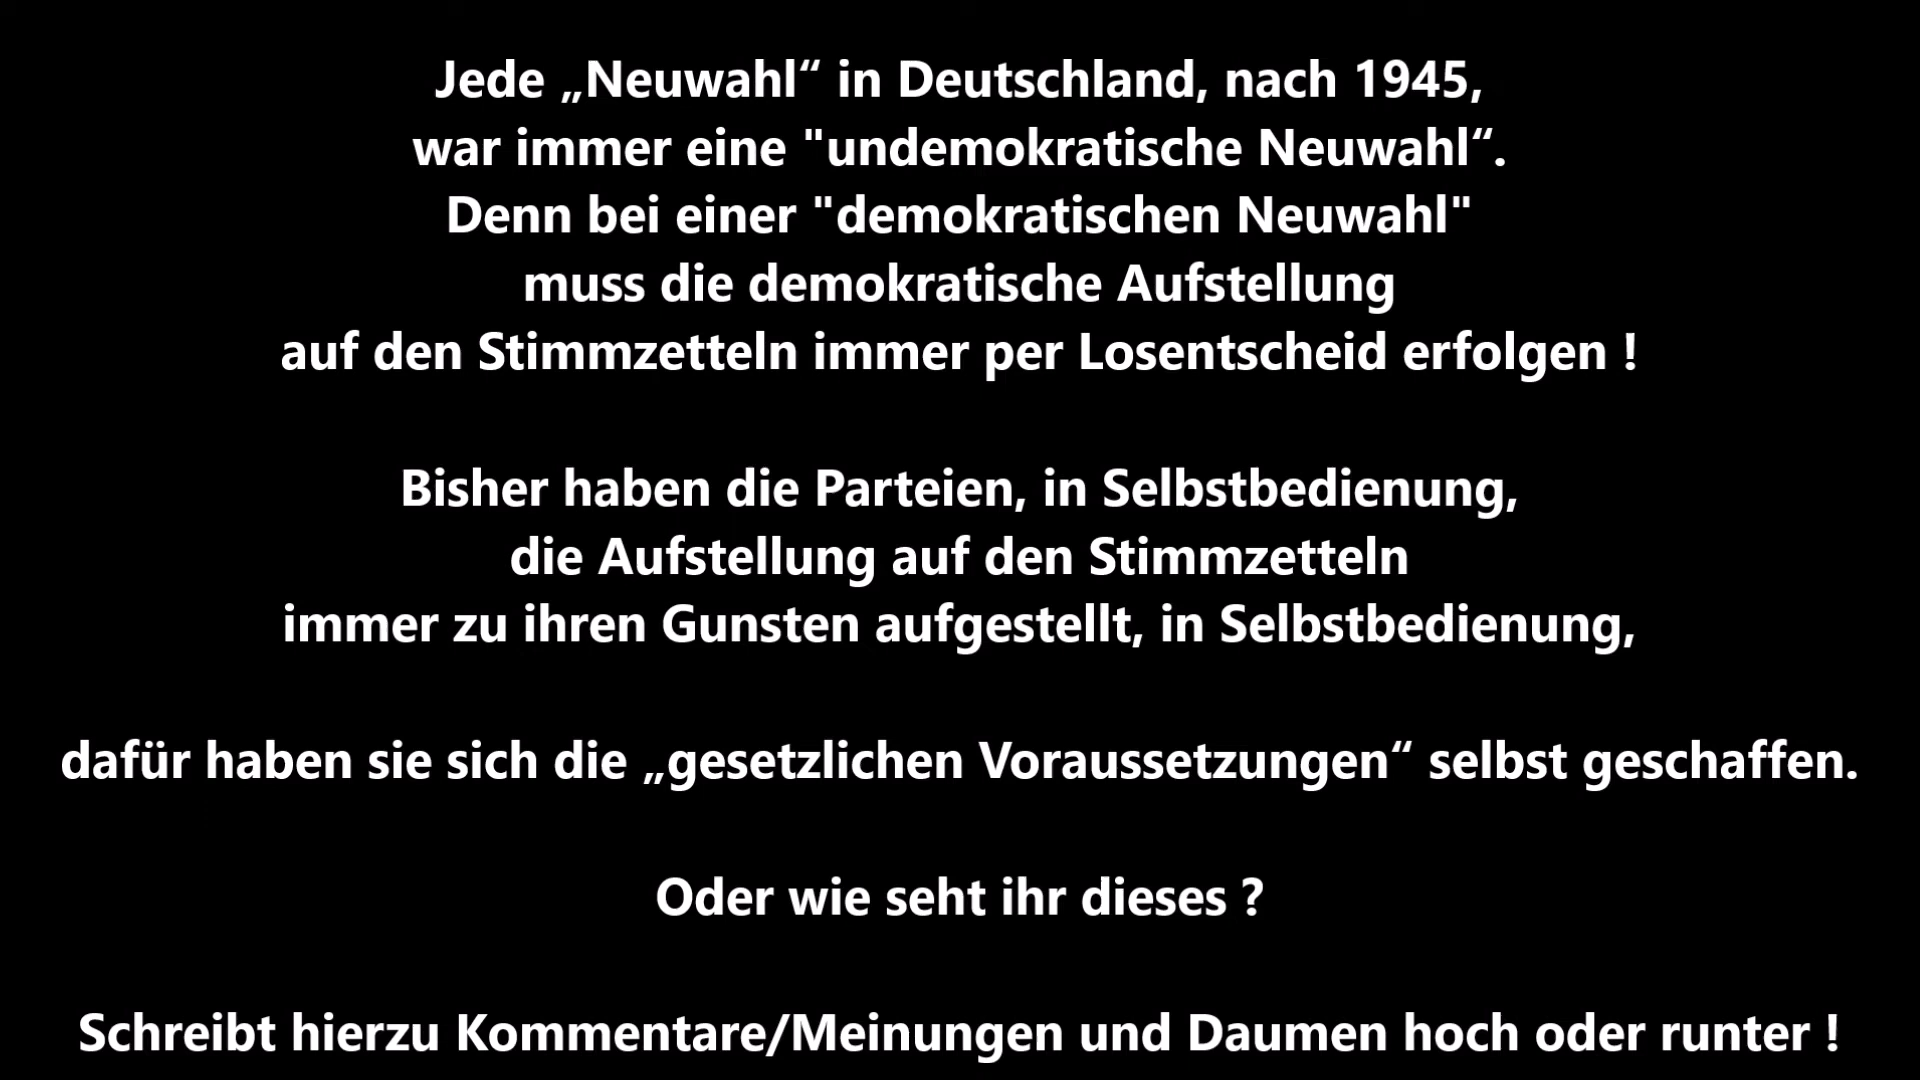 Jede „Neuwahl“ in Deutschland, nach 1945,
war immer eine "undemokratische Neuwahl“.
Denn bei einer "demokratischen Neuwahl"
muss die demokratische Aufstellung
auf den Stimmzetteln immer per Losentscheid erfolgen !
Bisher haben die Parteien, in Selbstbedienung,
die Aufstellung auf den Stimmzetteln
immer zu ihren Gunsten aufgestellt, in Selbstbedienung,
dafür haben sie sich die „gesetzlichen Voraussetzungen“ selbst geschaffen.
Oder wie seht ihr dieses ?
Schreibt hierzu Kommentare/Meinungen und Daumen hoch oder runter !